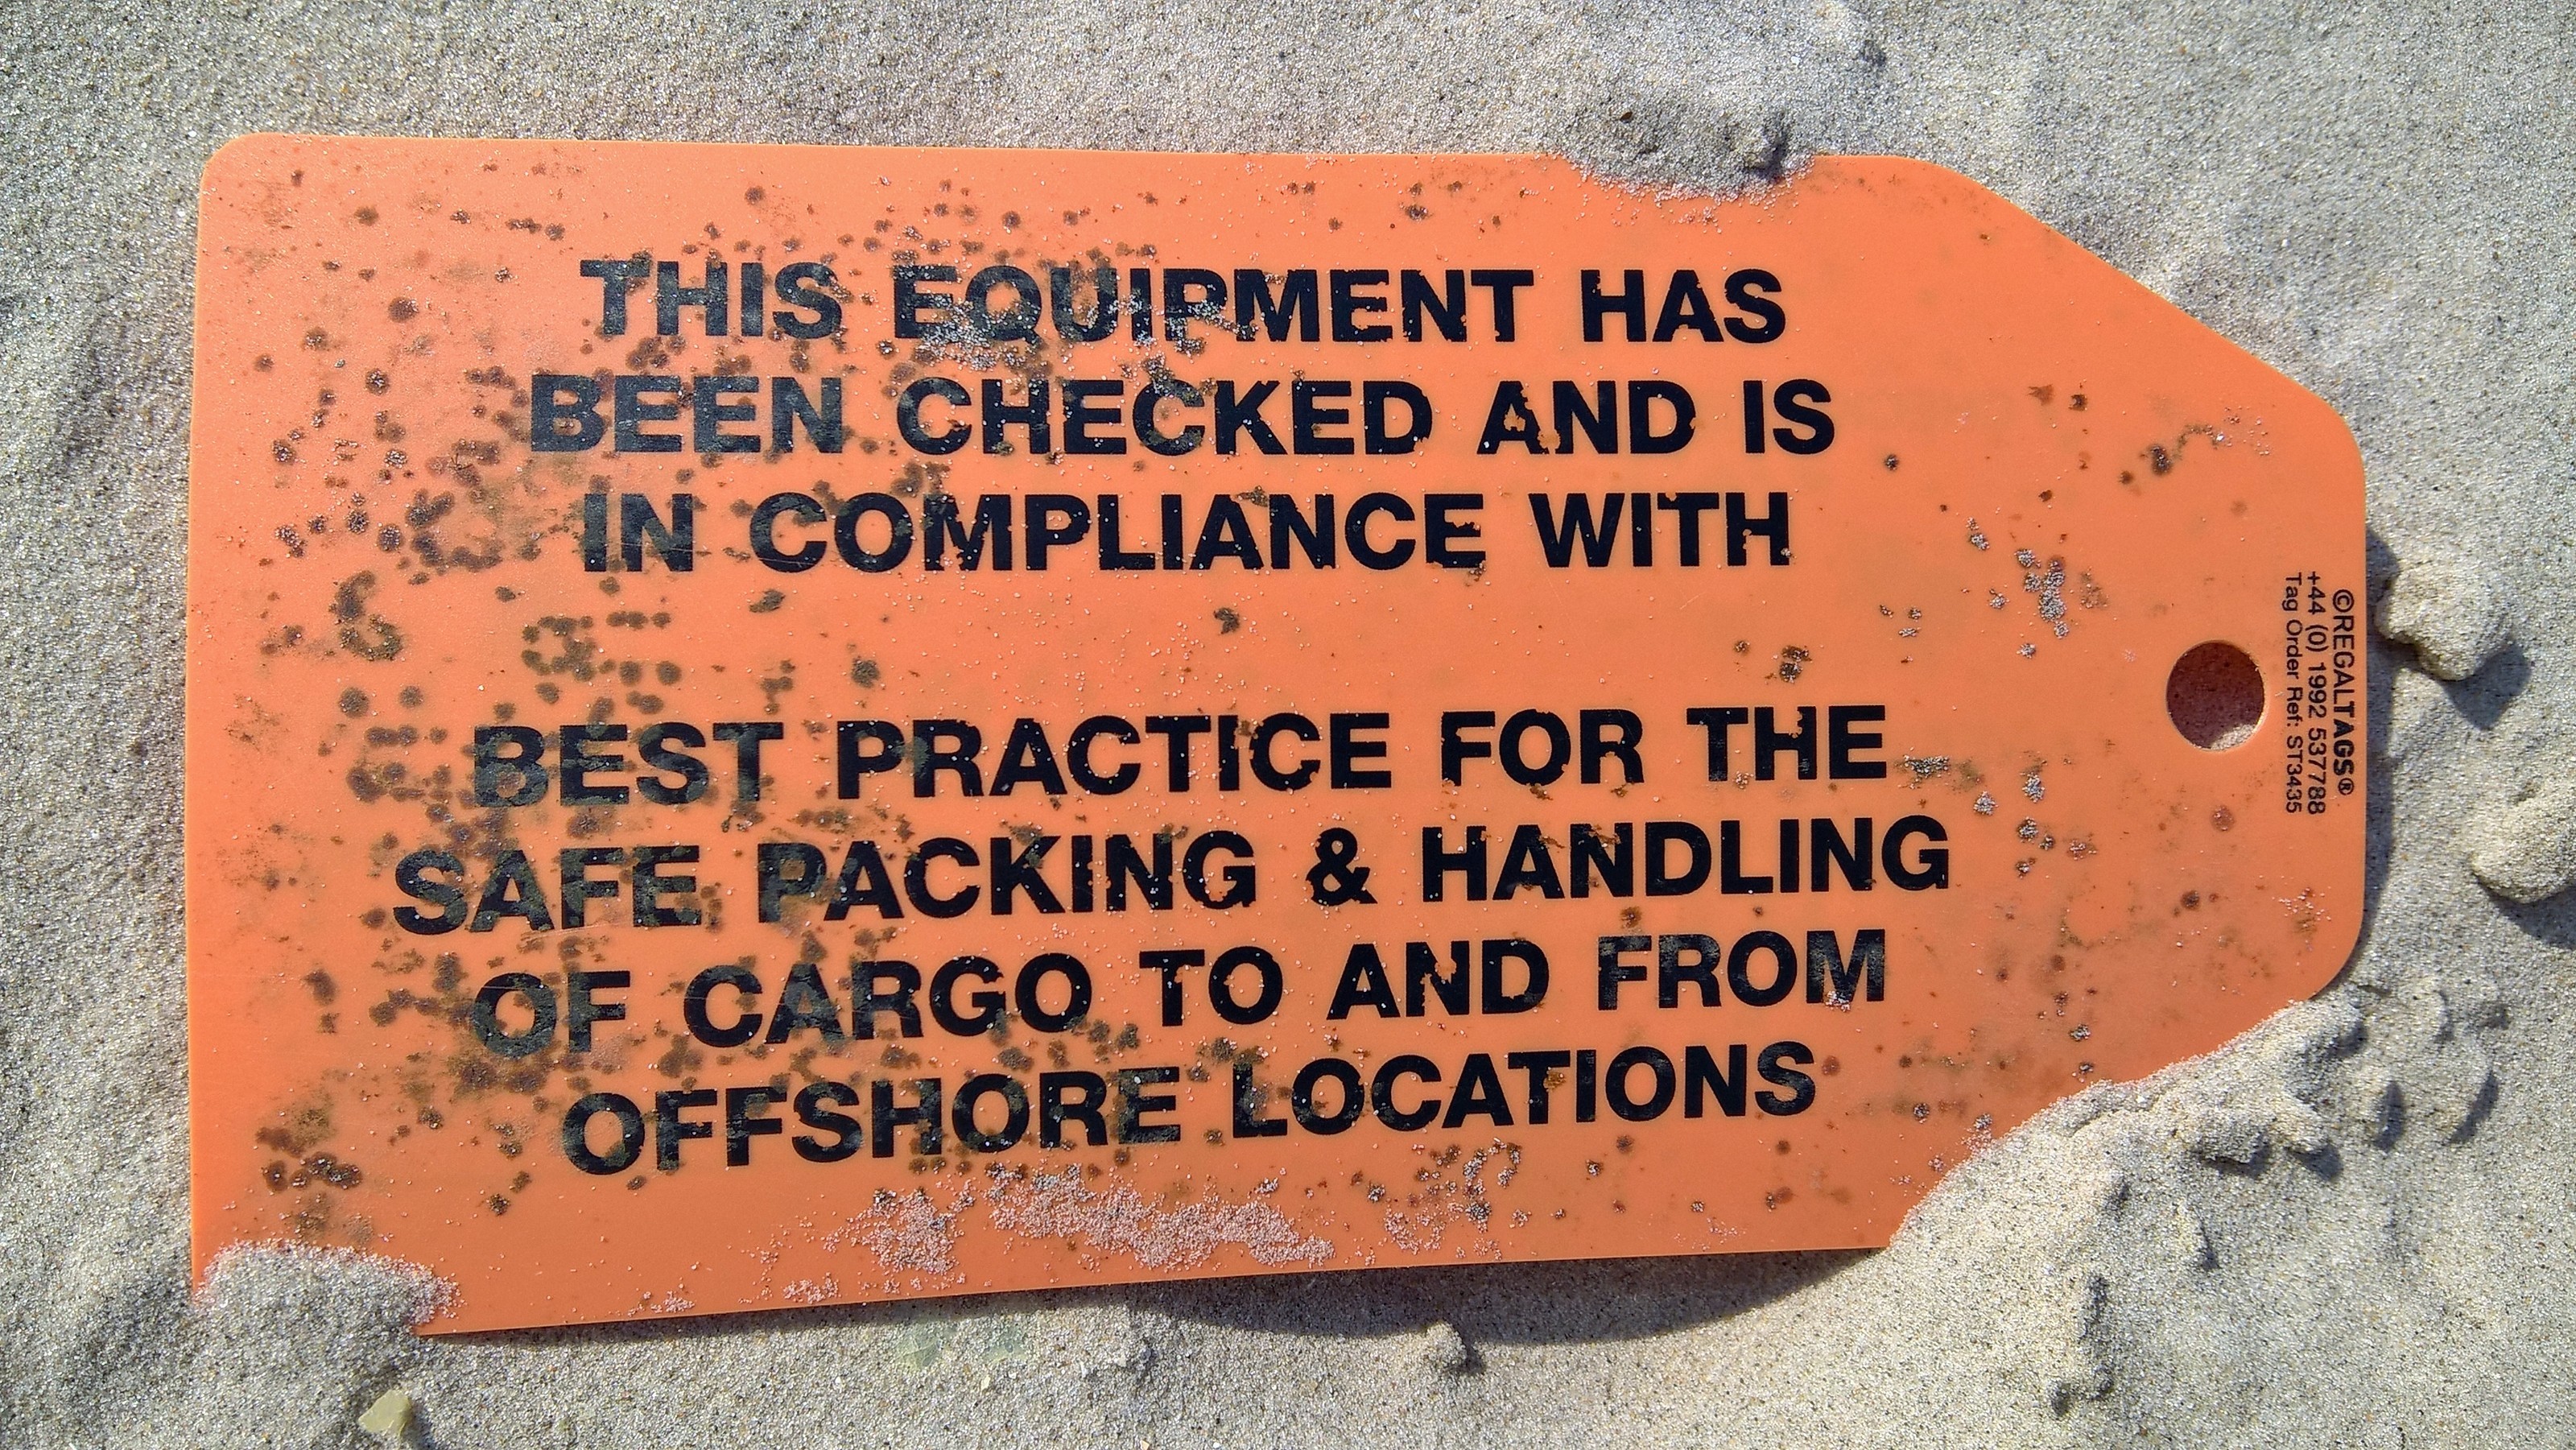 THIS EQUIPMENT HAS
BEEN CHECKED AND IS
IN COMPLIANCE WITH
BEST PRACTICE FOR THE
SAFE PACKING & HANDLING
OF CARGO TO AND FROM
OFFSHORE LOCATIONS
©REGALTAGS®
+44 (0) 1992 537788
Tag Order Ref: ST3435